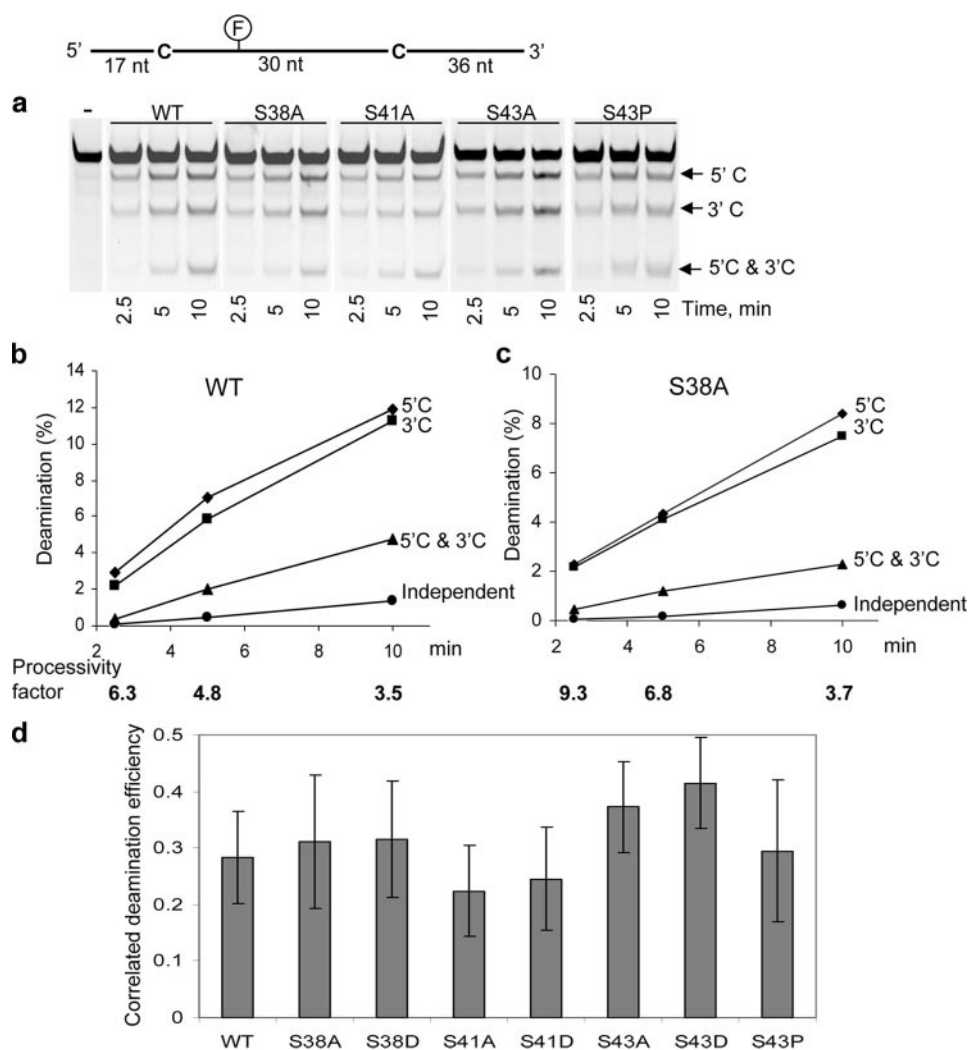 F
5' C C 3'
17 nt 30 nt 36 nt
a
- WT S38A S41A S43A S43P
5' C
3' C
5'C & 3'C
2.5 5 10 2.5 5 10 2.5 5 10 2.5 5 10 2.5 5 10 Time, min
b
WT
Deamination (%)
14
12
10
8
6
4
2
0
5'C
3'C
5'C & 3'C
Independent
2 4 6 8 10 min
c
S38A
Deamination (%)
10
8
6
4
2
0
5'C
3'C
5'C & 3'C
Independent
2 4 6 8 10 min
Processivity
factor 6.3 4.8 3.5 9.3 6.8 3.7
d
Correlated deamination efficiency
0.5
0.4
0.3
0.2
0.1
0
WT S38A S38D S41A S41D S43A S43D S43P